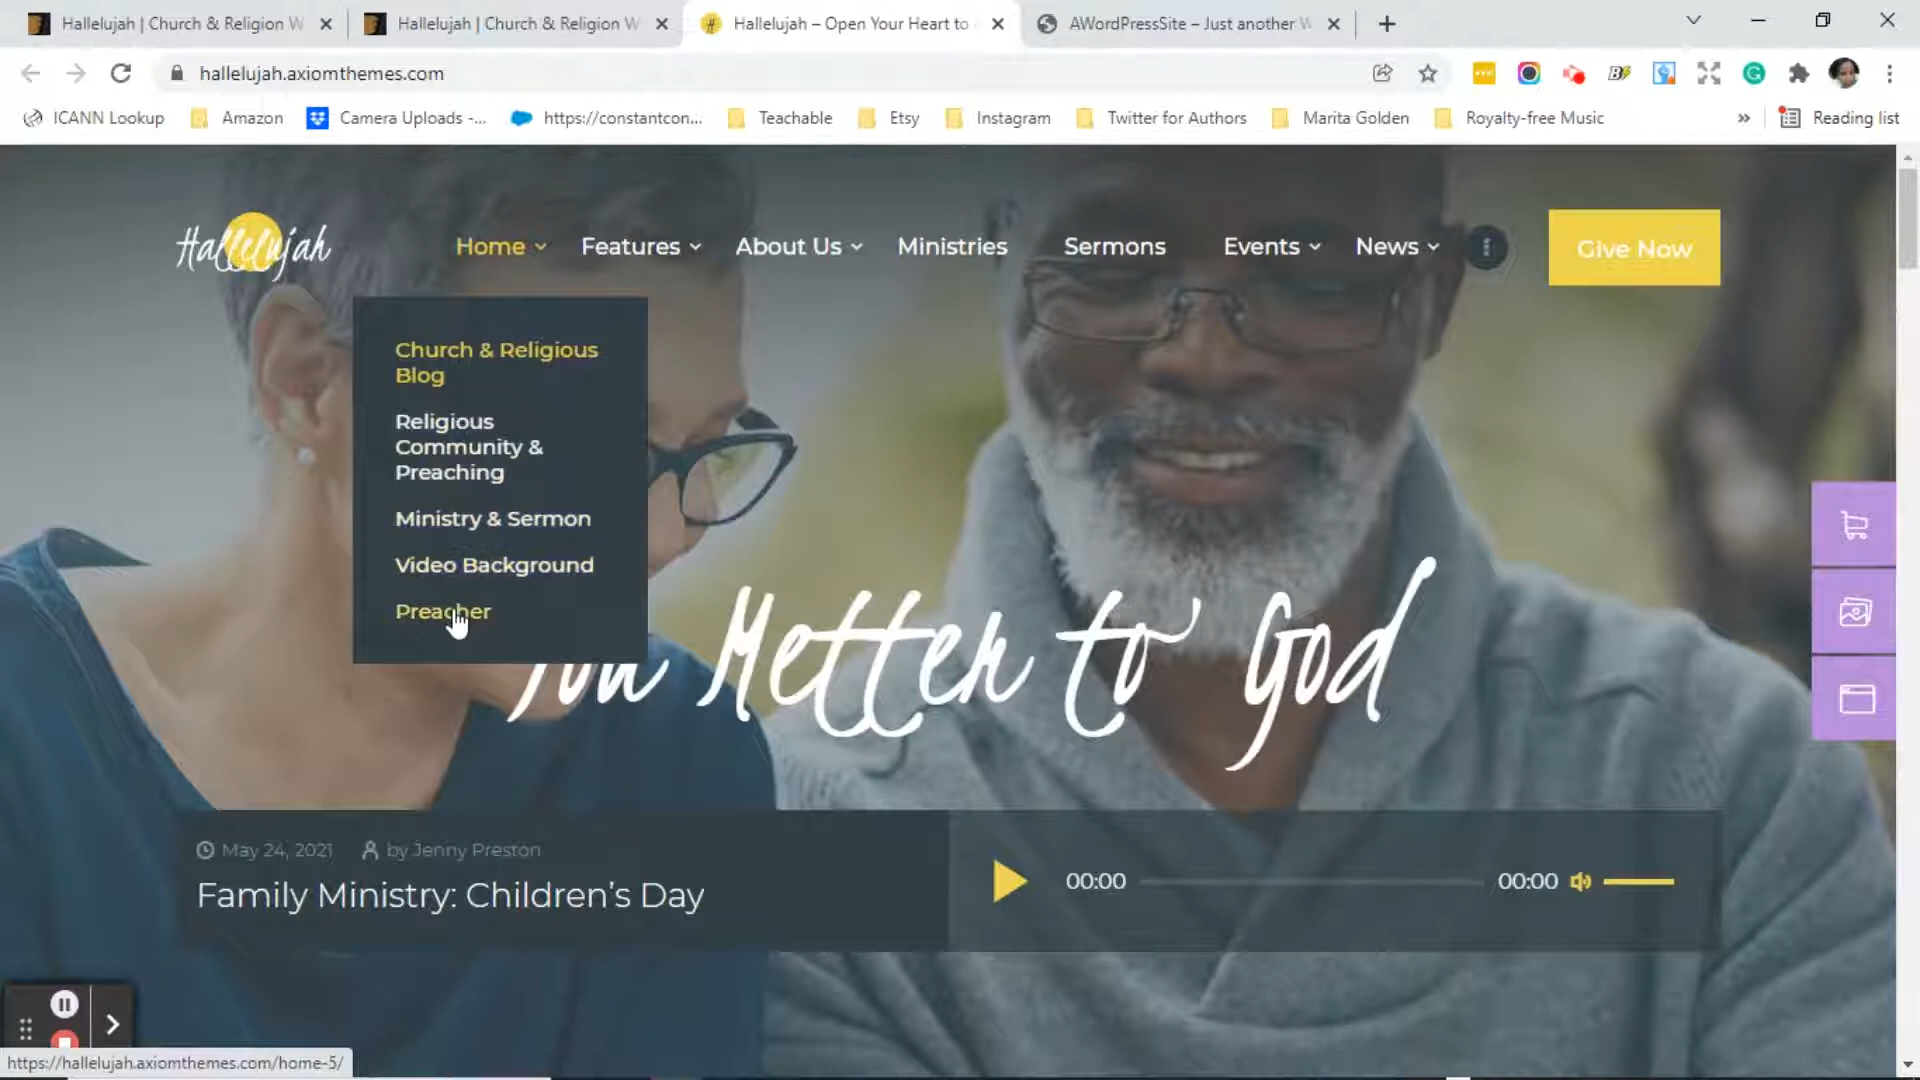 Hallelujah | Church & Religion W
Hallelujah | Church & Religion W
Hallelujah – Open Your Heart to
AWordPressSite – Just another W
hallelujah.axiomthemes.com
ICANN Lookup
Amazon
Camera Uploads -...
https://constantcon...
Teachable
Etsy
Instagram
Twitter for Authors
Marita Golden
Royalty-free Music
»
Reading list
Hallelujah
Home
Features
About Us
Ministries
Sermons
Events
News
Give Now
Church & Religious
Blog
Religious
Community &
Preaching
Ministry & Sermon
Video Background
Preacher
You Metter to God
May 24, 2021
by Jenny Preston
Family Ministry: Children's Day
00:00
00:00
https://hallelujah.axiomthemes.com/home-5/